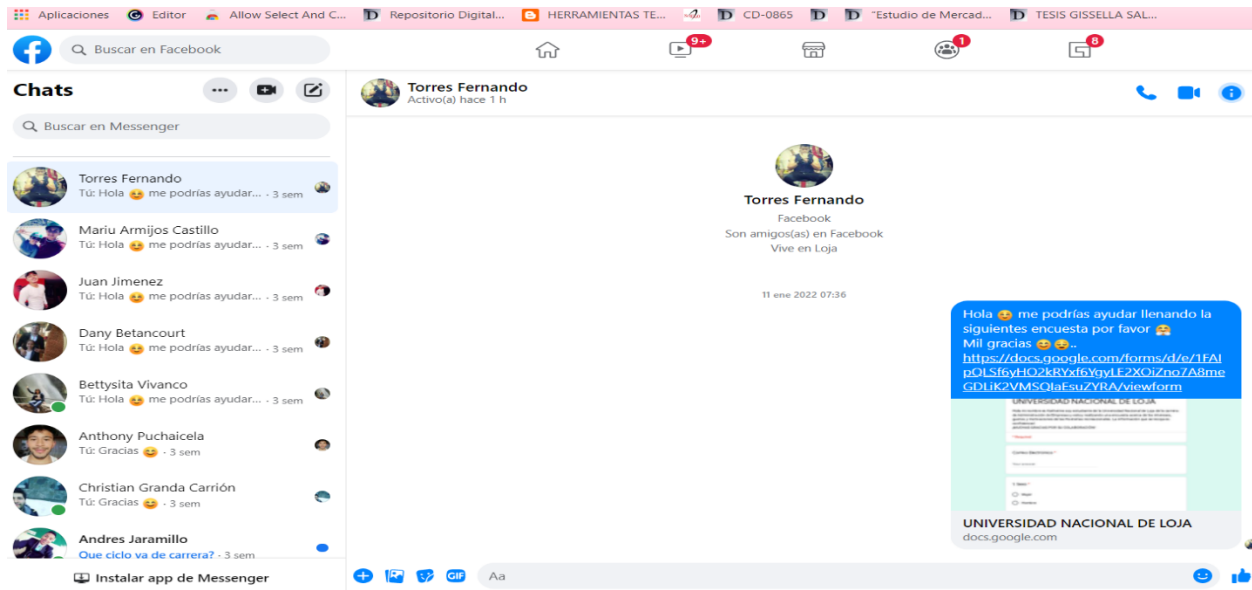 Aplicaciones Editor Allow Select And C... Repositorio Digital... HERRAMIENTAS TE... CD-0865 "Estudio de Mercad... TESIS GISSELLA SAL...
Buscar en Facebook 9+ 1 8
Chats
Buscar en Messenger
Torres Fernando
Tú: Hola 😆 me podrías ayudar... · 3 sem
Mariu Armijos Castillo
Tú: Hola 😆 me podrías ayudar... · 3 sem
Juan Jimenez
Tú: Hola 😆 me podrías ayudar... · 3 sem
Dany Betancourt
Tú: Hola 😆 me podrías ayudar... · 3 sem
Bettysita Vivanco
Tú: Hola 😆 me podrías ayudar... · 3 sem
Anthony Puchaicela
Tú: Gracias 😆 · 3 sem
Christian Granda Carrión
Tú: Gracias 😆 · 3 sem
Andres Jaramillo
Que ciclo va de carrera? · 3 sem
Instalar app de Messenger
Torres Fernando
Activo(a) hace 1 h
Torres Fernando
Facebook
Son amigos(as) en Facebook
Vive en Loja
11 ene 2022 07:36
Hola 😆 me podrías ayudar llenando la
siguientes encuesta por favor
Mil gracias
https://docs.google.com/forms/d/e/1FAI
pQLSf6yHO2kRYxf6YgyLE2XOiZno7A8me
GDLiK2VMSQIaEsuZYRA/viewform
UNIVERSIDAD NACIONAL DE LOJA
UNIVERSIDAD NACIONAL DE LOJA
docs.google.com
GIF Aa